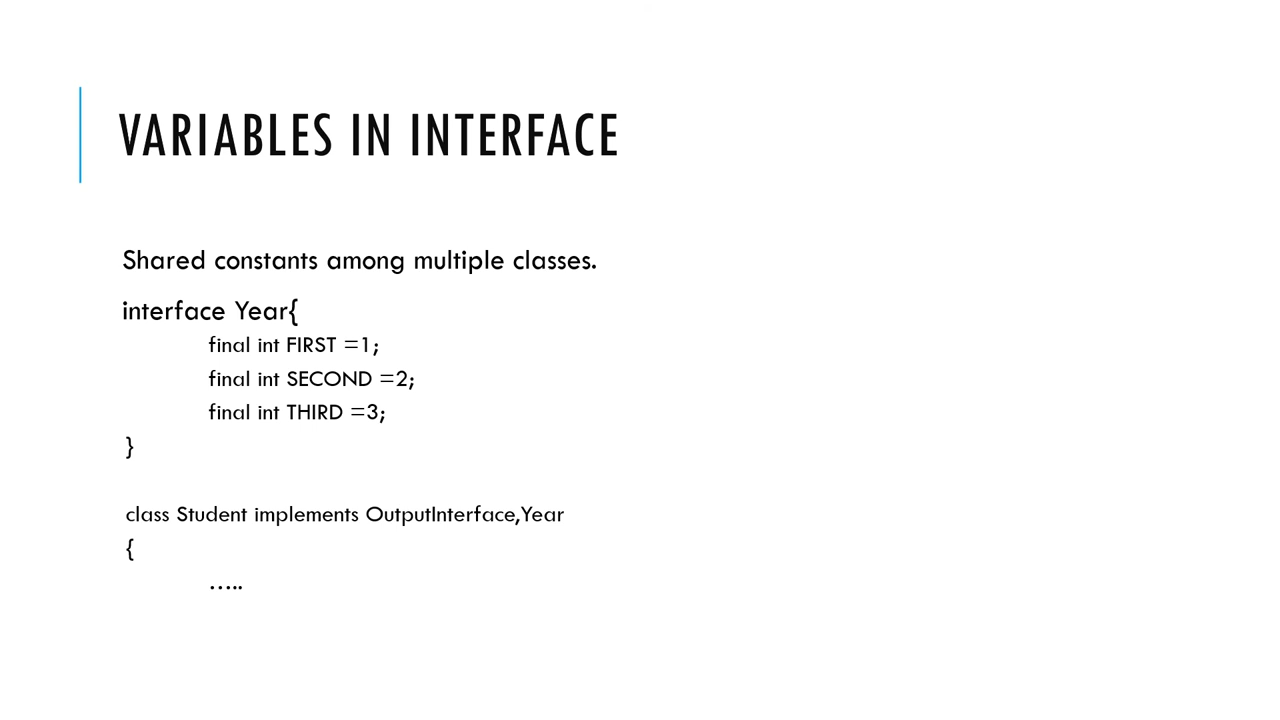 VARIABLES IN INTERFACE
Shared constants among multiple classes.
interface Year{
final int FIRST =1;
final int SECOND =2;
final int THIRD =3;
}
class Student implements OutputInterface,Year
{
…..